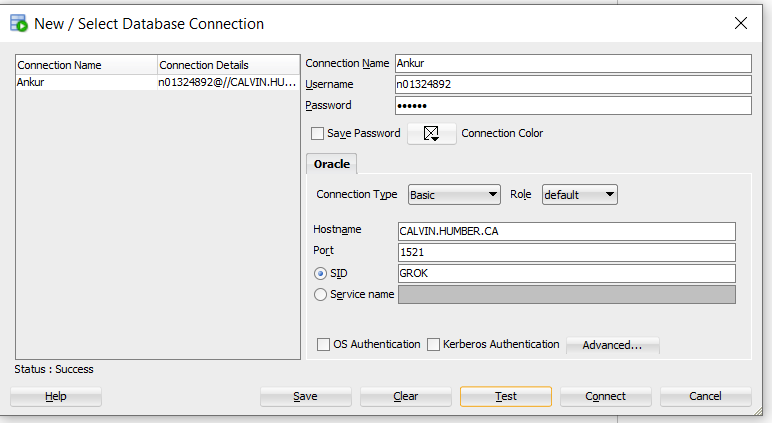 New / Select Database Connection
Connection Name Connection Details
Ankur n01324892@//CALVIN.HU...
Connection Name Ankur
Username n01324892
Password ••••••
Save Password Connection Color
Oracle
Connection Type Basic Role default
Hostname CALVIN.HUMBER.CA
Port 1521
SID GROK
Service name
OS Authentication Kerberos Authentication Advanced...
Status : Success
Help Save Clear Test Connect Cancel